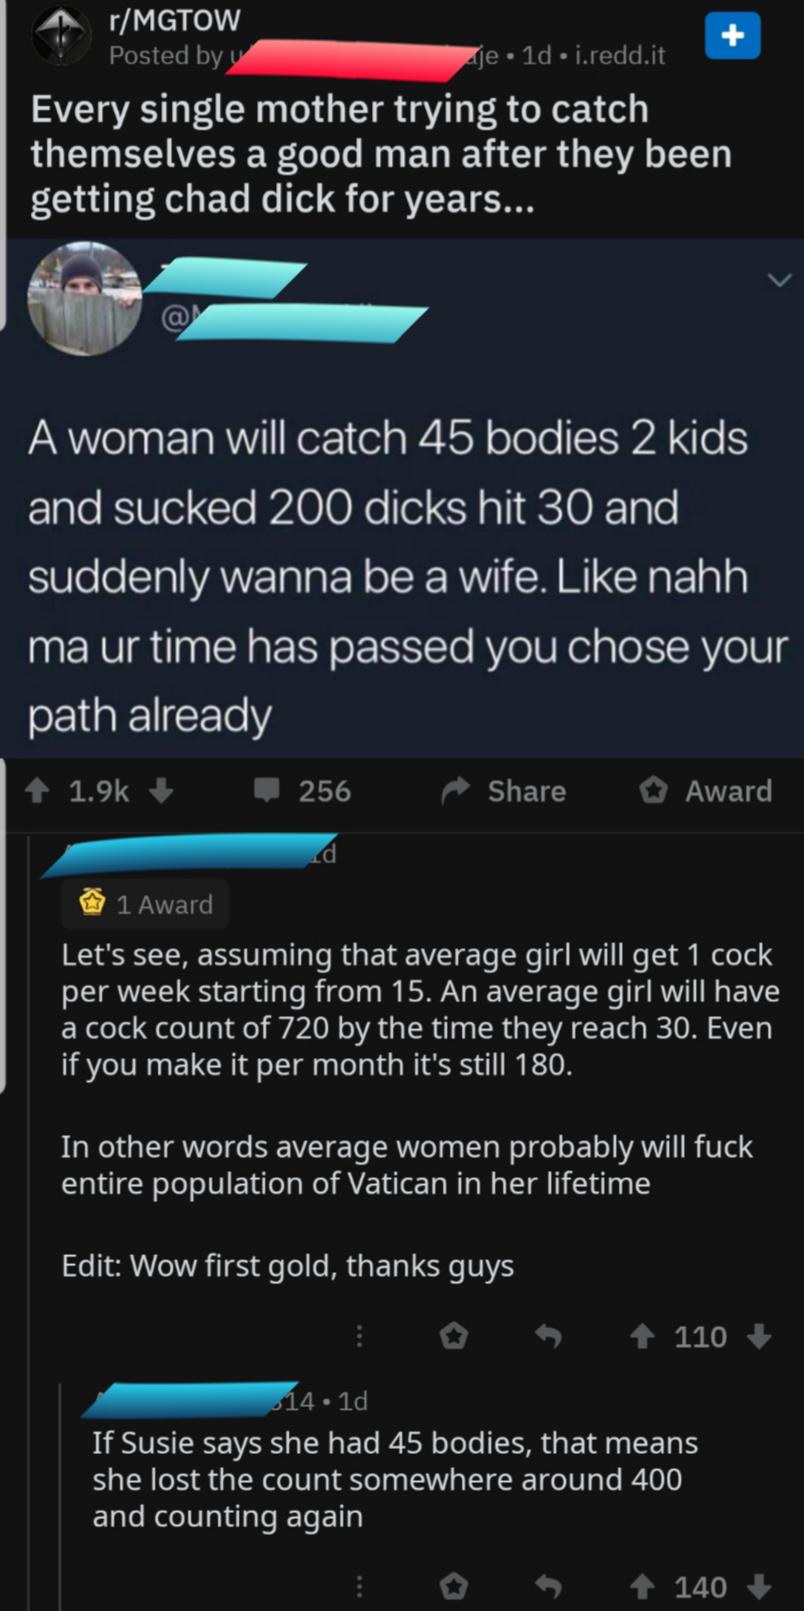 r/MGTOW
Posted by u je • 1d • i.redd.it
Every single mother trying to catch
themselves a good man after they been
getting chad dick for years...
@
A woman will catch 45 bodies 2 kids
and sucked 200 dicks hit 30 and
suddenly wanna be a wife. Like nahh
ma ur time has passed you chose your
path already
1.9k 256 Share Award
1d
1 Award
Let's see, assuming that average girl will get 1 cock
per week starting from 15. An average girl will have
a cock count of 720 by the time they reach 30. Even
if you make it per month it's still 180.
In other words average women probably will fuck
entire population of Vatican in her lifetime
Edit: Wow first gold, thanks guys
110
14 • 1d
If Susie says she had 45 bodies, that means
she lost the count somewhere around 400
and counting again
140